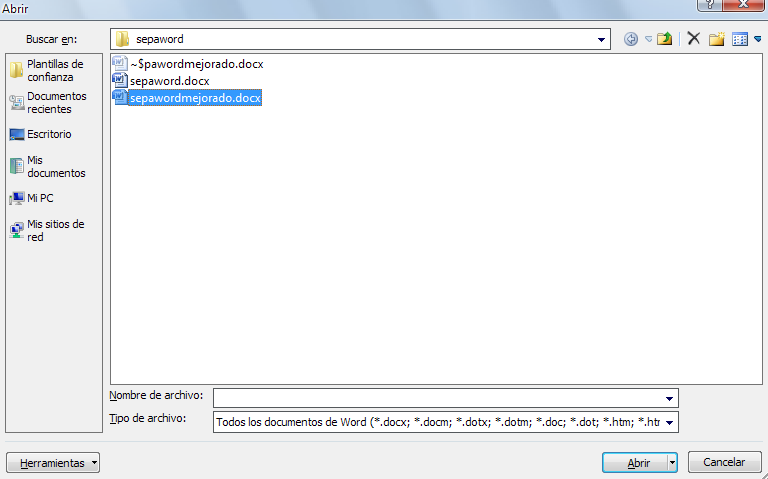 Abrir
Buscar en: sepaword
Plantillas de
confianza
Documentos
recientes
Escritorio
Mis
documentos
Mi PC
Mis sitios de
red
~$pawordmejorado.docx
sepaword.docx
sepawordmejorado.docx
Nombre de archivo:
Tipo de archivo: Todos los documentos de Word (*.docx; *.docm; *.dotx; *.dotm; *.doc; *.dot; *.htm; *.htr
Herramientas
Abrir
Cancelar